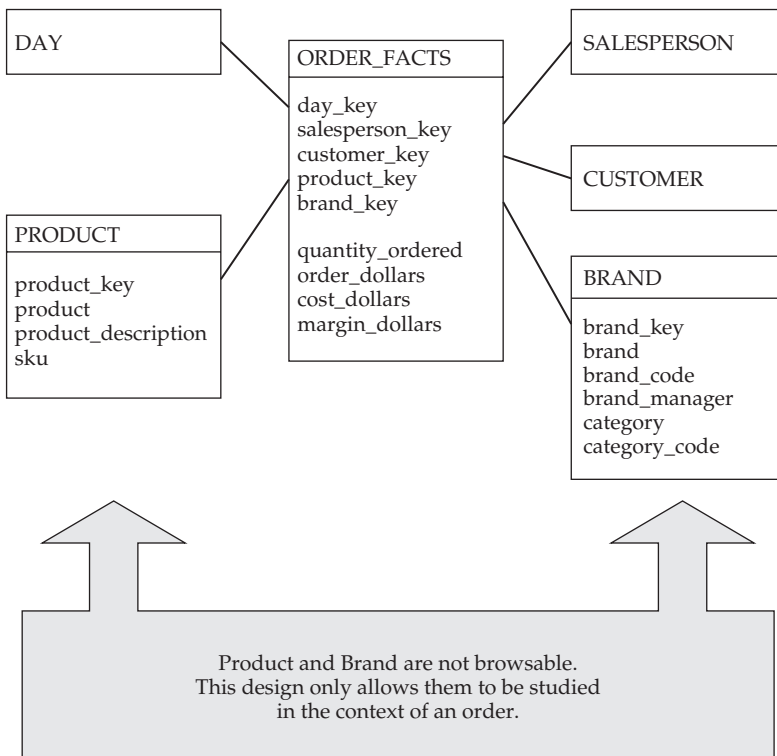 DAY
ORDER_FACTS
day_key
salesperson_key
customer_key
product_key
brand_key
quantity_ordered
order_dollars
cost_dollars
margin_dollars
SALESPERSON
CUSTOMER
PRODUCT
product_key
product
product_description
sku
BRAND
brand_key
brand
brand_code
brand_manager
category
category_code
Product and Brand are not browsable.
This design only allows them to be studied
in the context of an order.